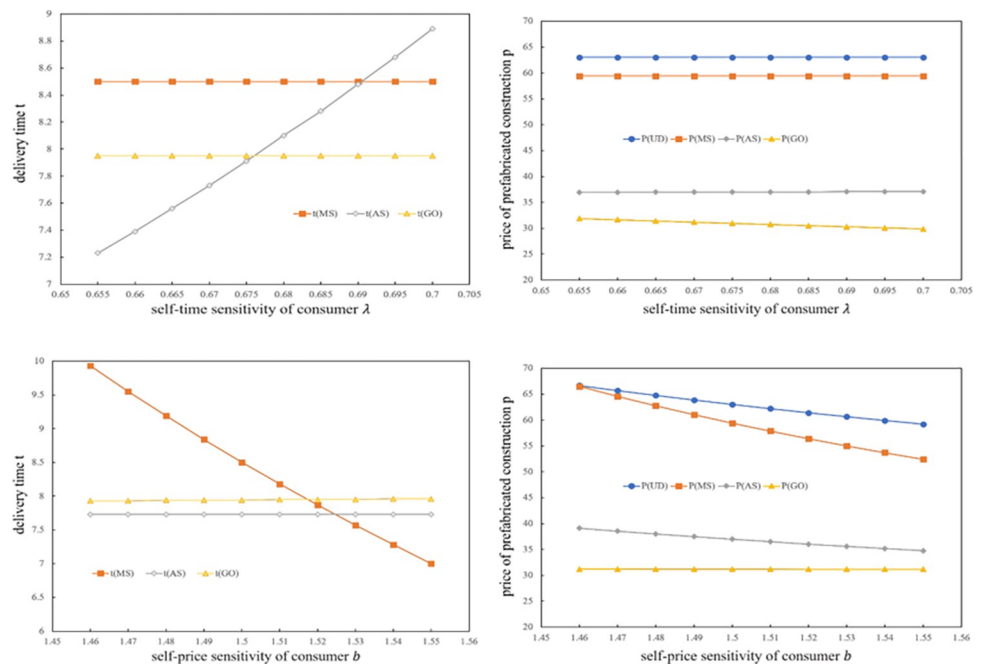 9
8.8
8.6
8.4
8.2
8
7.8
7.6
7.4
7.2
7
delivery time t
t(MS) t(AS) t(GO)
0.65 0.655 0.66 0.665 0.67 0.675 0.68 0.685 0.69 0.695 0.7 0.705
self-time sensitivity of consumer λ
70
65
60
55
50
45
40
35
30
25
20
price of prefabricated construction p
P(UD) P(MS) P(AS) P(GO)
0.65 0.655 0.66 0.665 0.67 0.675 0.68 0.685 0.69 0.695 0.7 0.705
self-time sensitivity of consumer λ
10
9.5
9
8.5
8
7.5
7
6.5
6
delivery time t
t(MS) t(AS) t(GO)
1.45 1.46 1.47 1.48 1.49 1.5 1.51 1.52 1.53 1.54 1.55 1.56
self-price sensitivity of consumer b
70
65
60
55
50
45
40
35
30
25
20
price of prefabricated construction p
P(UD) P(MS) P(AS) P(GO)
1.45 1.46 1.47 1.48 1.49 1.5 1.51 1.52 1.53 1.54 1.55 1.56
self-price sensitivity of consumer b